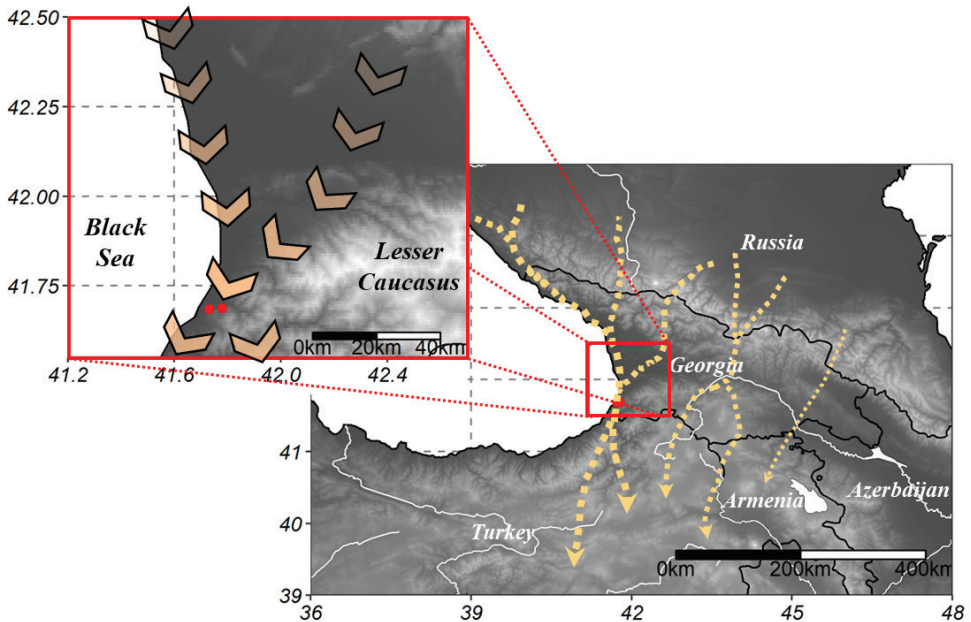 42.50
42.25
42.00
41.75
Black
Sea
Lesser
Caucasus
0km 20km 40km
41.2 41.6 42.0 42.4
Russia
Georgia
Armenia
Azerbaijan
Turkey
0km 200km 400km
41
40
39
36 39 42 45 48